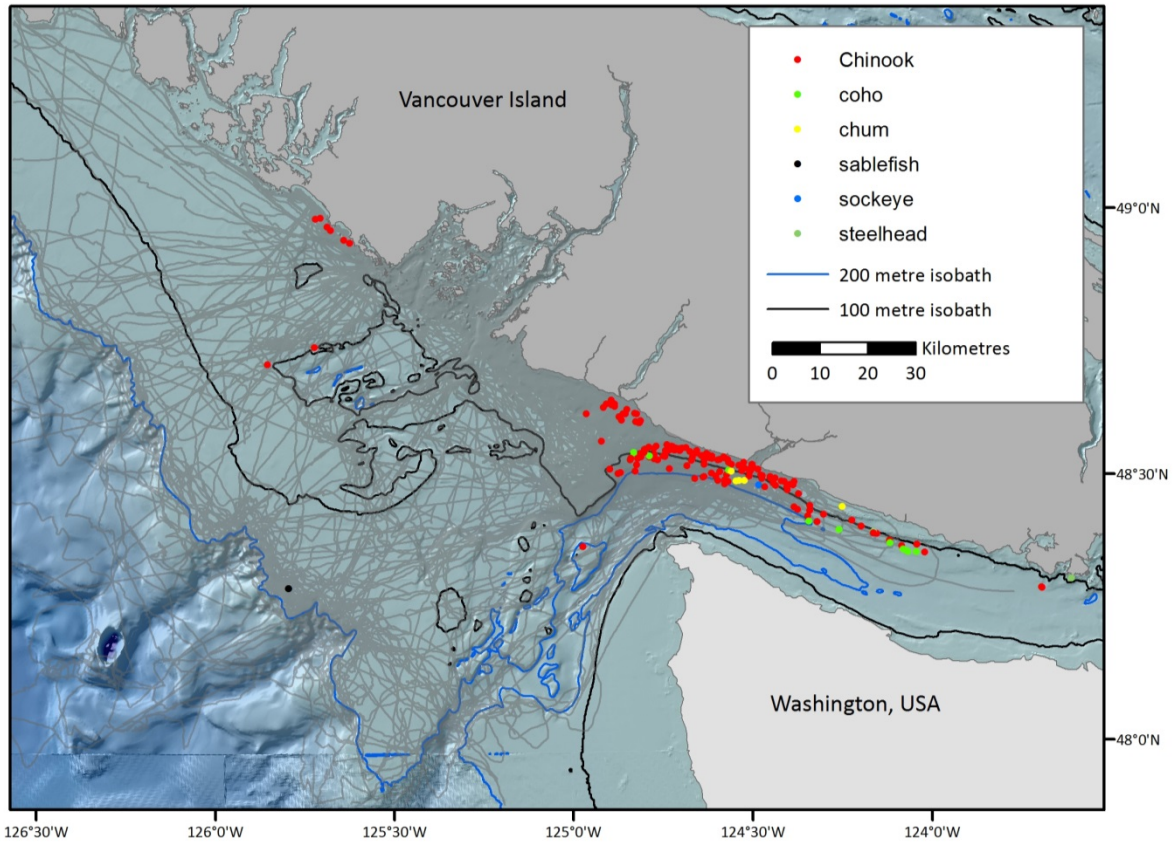 Vancouver Island
Chinook
coho
chum
sablefish
sockeye
steelhead
200 metre isobath
100 metre isobath
Kilometres
0 10 20 30
49°0'N
48°30'N
48°0'N
Washington, USA
126°30'W 126°0'W 125°30'W 125°0'W 124°30'W 124°0'W